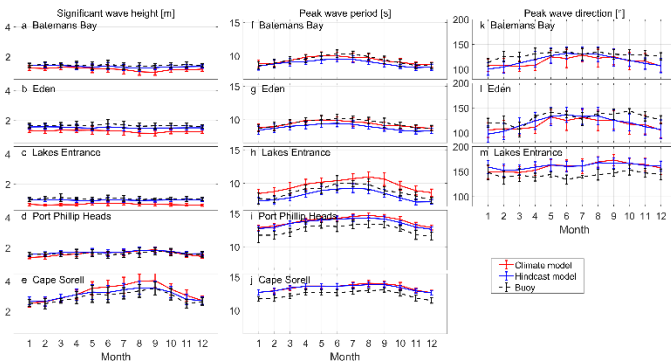 Significant wave height [m]
Peak wave period [s]
Peak wave direction [°]
a Batemans Bay
f Batemans Bay
k Batemans Bay
b Eden
g Eden
l Eden
c Lakes Entrance
h Lakes Entrance
m Lakes Entrance
d Port Phillip Heads
i Port Phillip Heads
e Cape Sorell
j Cape Sorell
4
2
4
2
4
2
4
2
4
2
15
10
15
10
15
10
15
10
15
10
200
150
100
200
150
100
200
150
100
1 2 3 4 5 6 7 8 9 10 11 12
Month
1 2 3 4 5 6 7 8 9 10 11 12
Month
1 2 3 4 5 6 7 8 9 10 11 12
Month
Climate model
Hindcast model
Buoy